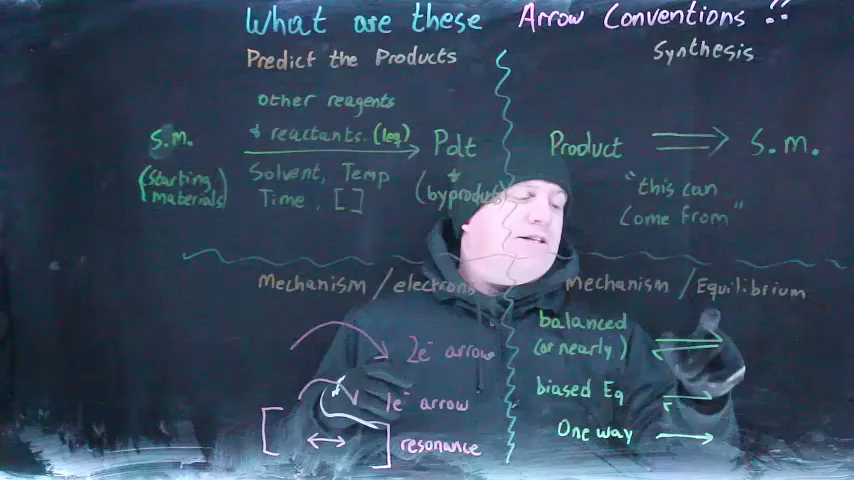 What are these Arrow Conventions ??
Predict the Products
other reagents
& reactants. (1eq)
S.M.
(Starting Materials)
Solvent, Temp
Time, []
Pdt
&
(byproducts)
Synthesis
Product
S.M.
"this can
come from"
Mechanism/electrons
2e⁻ arrow
1e⁻ arrow
resonance
Mechanism/Equilibrium
balanced
(or nearly)
biased Eq
One way